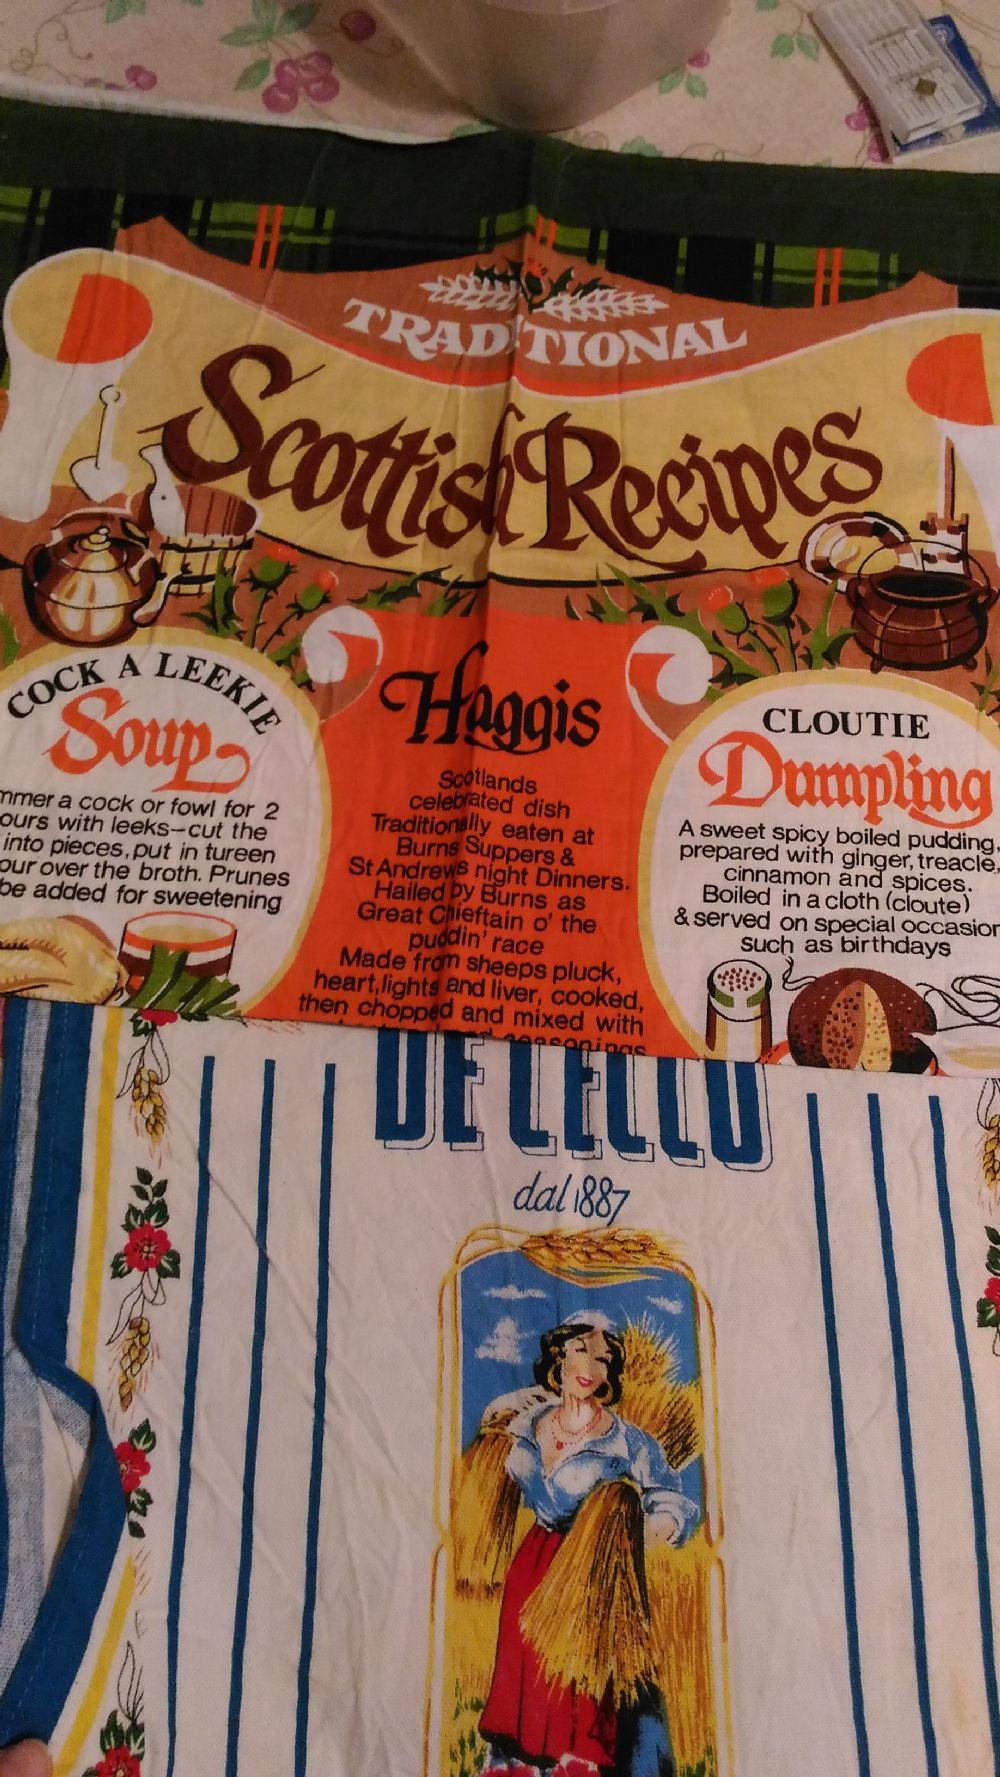 TRADITIONAL
Scottish Recipes
COCK A LEEKIE
Soup
mmer a cock or fowl for 2
ours with leeks-cut the
into pieces, put in tureen
our over the broth. Prunes
be added for sweetening
Haggis
Scotlands
celebrated dish
Traditionally eaten at
Burns Suppers &
St Andrews night Dinners.
Hailed by Burns as
Great Chieftain o' the
puddin' race
Made from sheeps pluck,
heart, lights and liver, cooked,
then chopped and mixed with
seasonings
CLOUTIE
Dumpling
A sweet spicy boiled pudding,
prepared with ginger, treacle,
cinnamon and spices.
Boiled in a cloth (cloute)
& served on special occasion
such as birthdays
DE CECCO
dal 1887